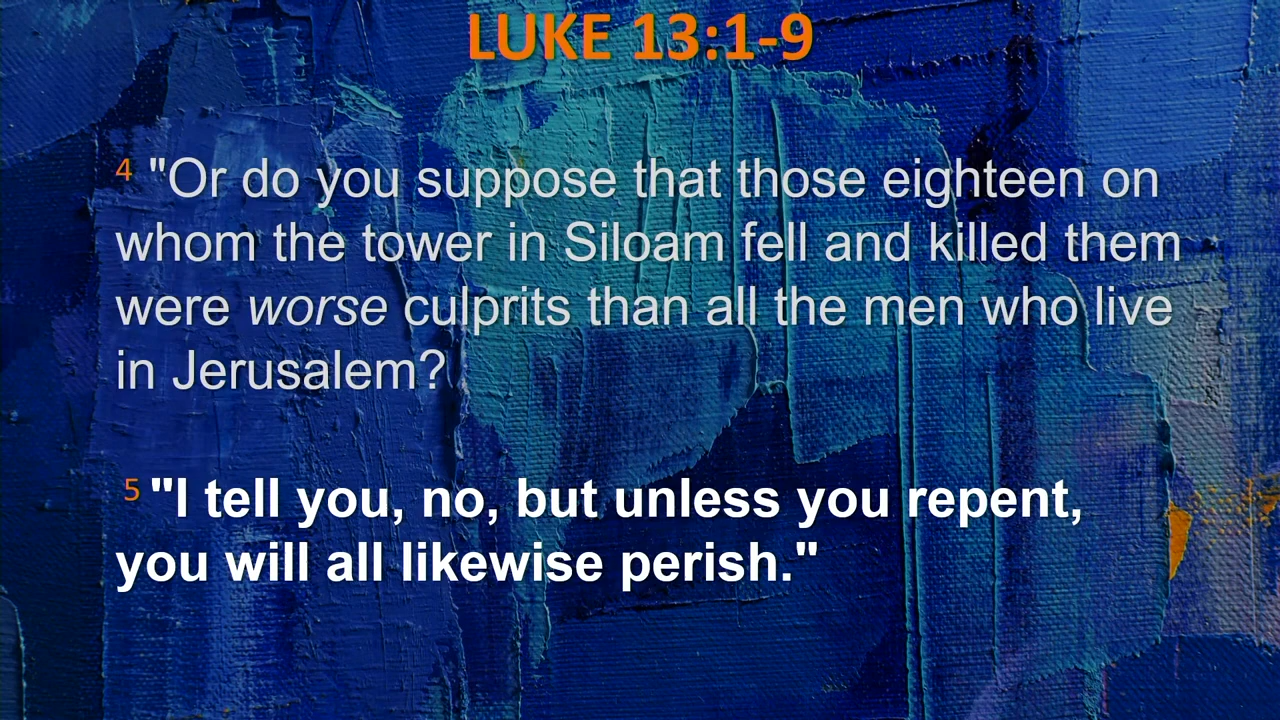 LUKE 13:1-9
4 "Or do you suppose that those eighteen on
whom the tower in Siloam fell and killed them
were worse culprits than all the men who live
in Jerusalem?
5 "I tell you, no, but unless you repent,
you will all likewise perish."